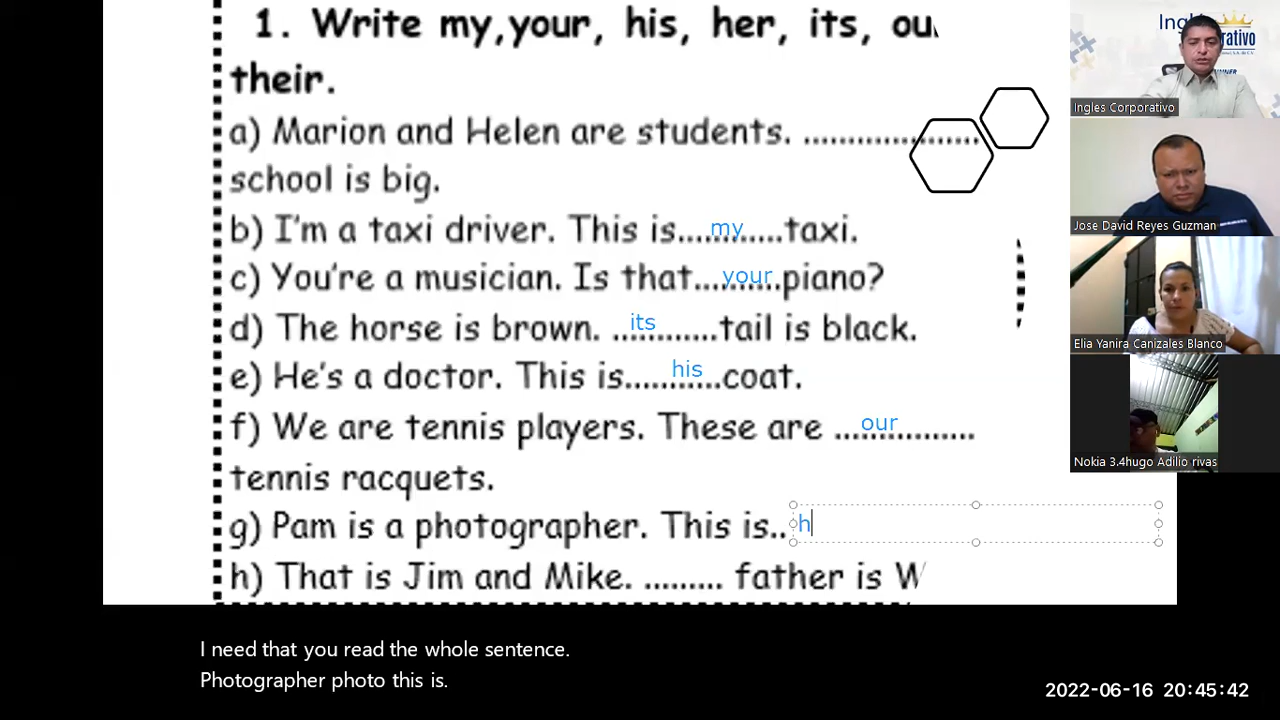 1. Write my,your, his, her, its, ou
their.
a) Marion and Helen are students. ........................
school is big.
b) I'm a taxi driver. This is.....my......taxi.
c) You're a musician. Is that....your..piano?
d) The horse is brown. ...its.......tail is black.
e) He's a doctor. This is.......his...coat.
f) We are tennis players. These are ....our..........
tennis racquets.
g) Pam is a photographer. This is.. h
h) That is Jim and Mike. ......... father is W
Ingles Corporativo
Jose David Reyes Guzman
Elia Yanira Canizales Blanco
Nokia 3.4hugo Adilio rivas
I need that you read the whole sentence.
Photographer photo this is.
2022-06-16 20:45:42